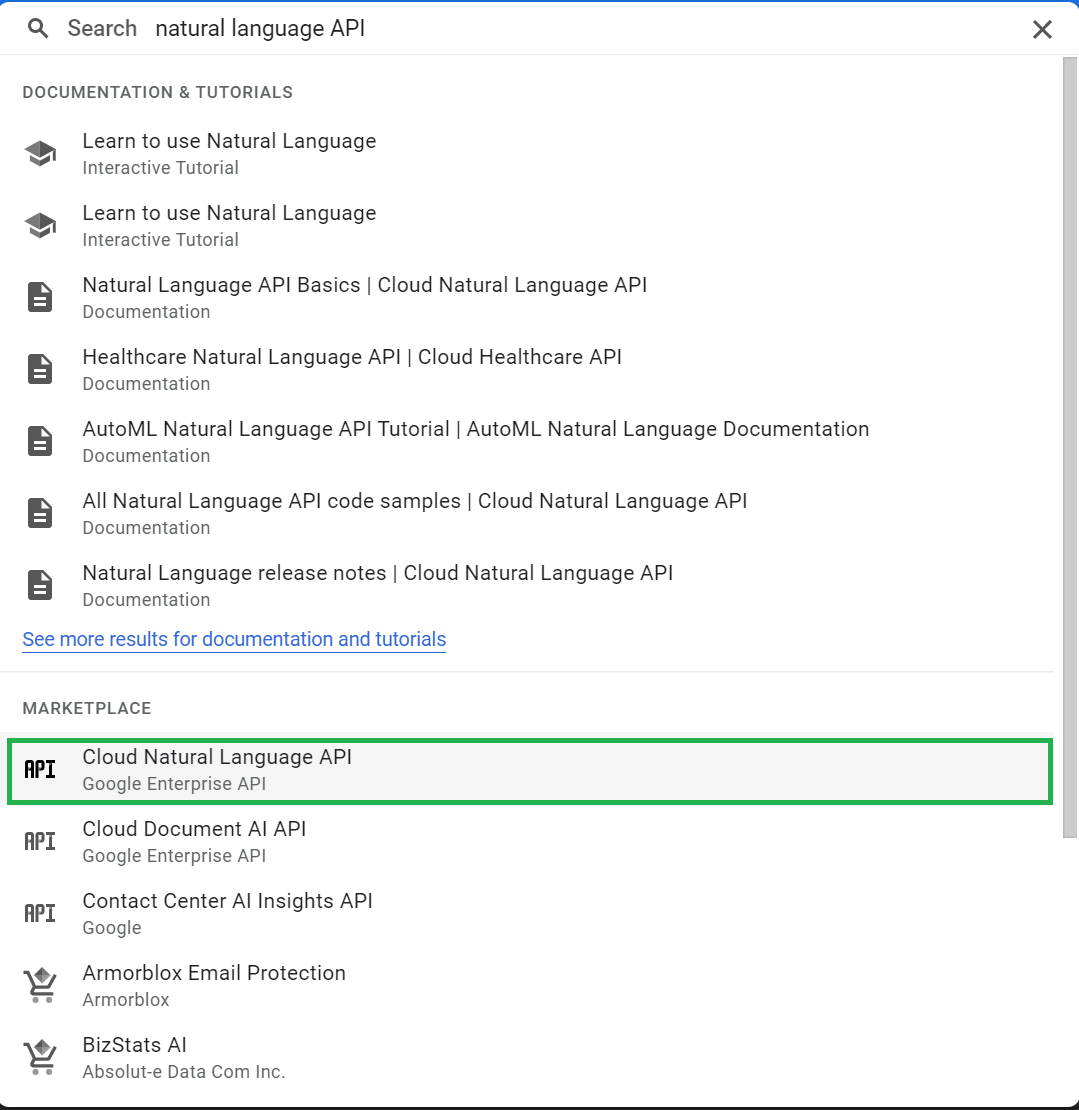 Search natural language API
DOCUMENTATION & TUTORIALS
Learn to use Natural Language
Interactive Tutorial
Learn to use Natural Language
Interactive Tutorial
Natural Language API Basics | Cloud Natural Language API
Documentation
Healthcare Natural Language API | Cloud Healthcare API
Documentation
AutoML Natural Language API Tutorial | AutoML Natural Language Documentation
Documentation
All Natural Language API code samples | Cloud Natural Language API
Documentation
Natural Language release notes | Cloud Natural Language API
Documentation
See more results for documentation and tutorials
MARKETPLACE
API Cloud Natural Language API
Google Enterprise API
API Cloud Document AI API
Google Enterprise API
API Contact Center AI Insights API
Google
Armorblox Email Protection
Armorblox
BizStats AI
Absolut-e Data Com Inc.